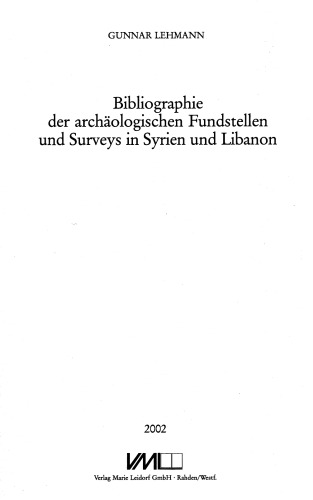 GUNNAR LEHMANN
Bibliographie
der archäologischen Fundstellen
und Surveys in Syrien und Libanon
2002
VML
Verlag Marie Leidorf GmbH · Rahden/Westf.